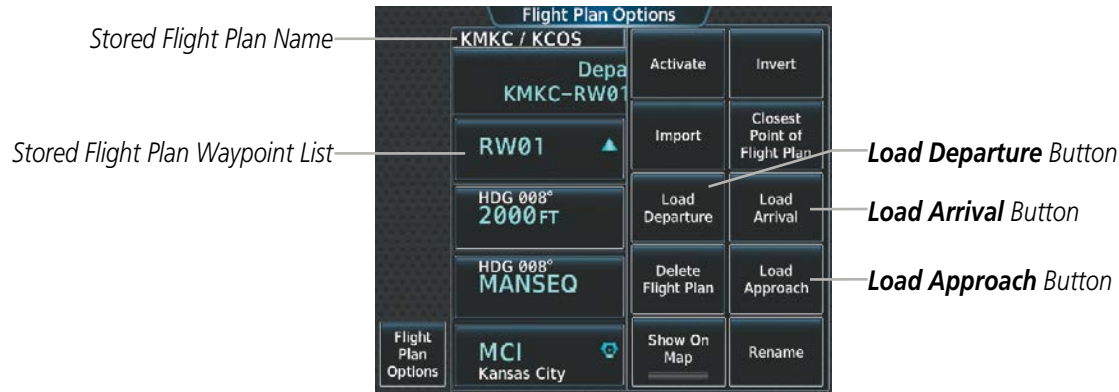 Flight Plan Options
Stored Flight Plan Name
KMKC / KCOS
Depa
KMKC-RW01
Activate
Invert
Stored Flight Plan Waypoint List
RW01
Import
Closest
Point of
Flight Plan
Load Departure Button
HDG 008°
2000FT
Load
Departure
Load
Arrival
Load Arrival Button
HDG 008°
MANSEQ
Delete
Flight Plan
Load
Approach
Load Approach Button
Flight
Plan
Options
MCI
Kansas City
Show On
Map
Rename